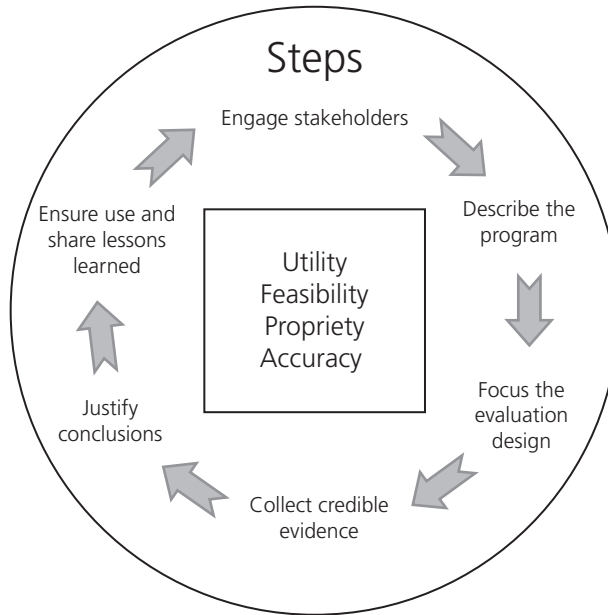 Steps
Engage stakeholders
Describe the
program
Focus the
evaluation
design
Collect credible
evidence
Justify
conclusions
Ensure use and
share lessons
learned
Utility
Feasibility
Propriety
Accuracy